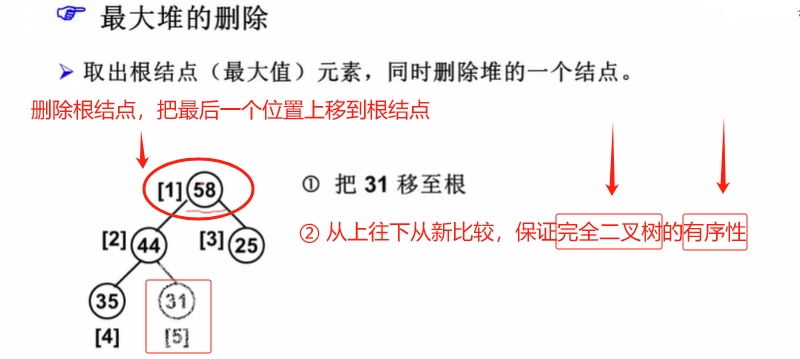 最大堆的删除
取出根结点（最大值）元素，同时删除堆的一个结点。
删除根结点，把最后一个位置上移到根结点
[1] 58
① 把 31 移至根
② 从上往下从新比较，保证完全二叉树的有序性
[2] 44 [3] 25
35 31
[4] [5]